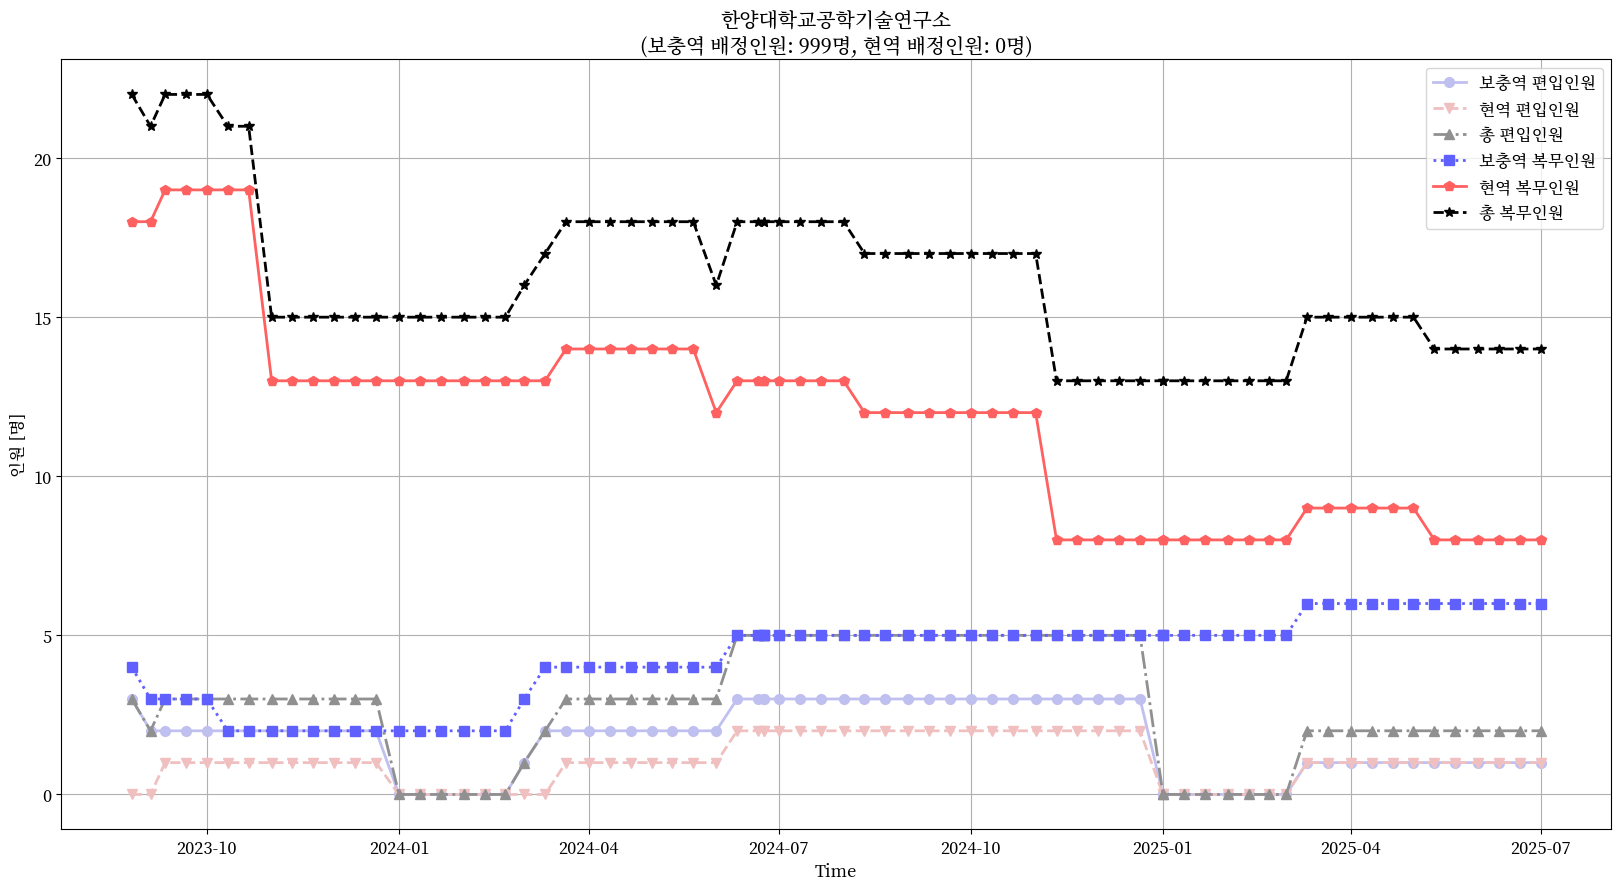 한양대학교공학기술연구소
(보충역 배정인원: 999명, 현역 배정인원: 0명)
보충역 편입인원
현역 편입인원
총 편입인원
보충역 복무인원
현역 복무인원
총 복무인원
인원 [명]
20
15
10
5
0
2023-10
2024-01
2024-04
2024-07
2024-10
2025-01
2025-04
2025-07
Time